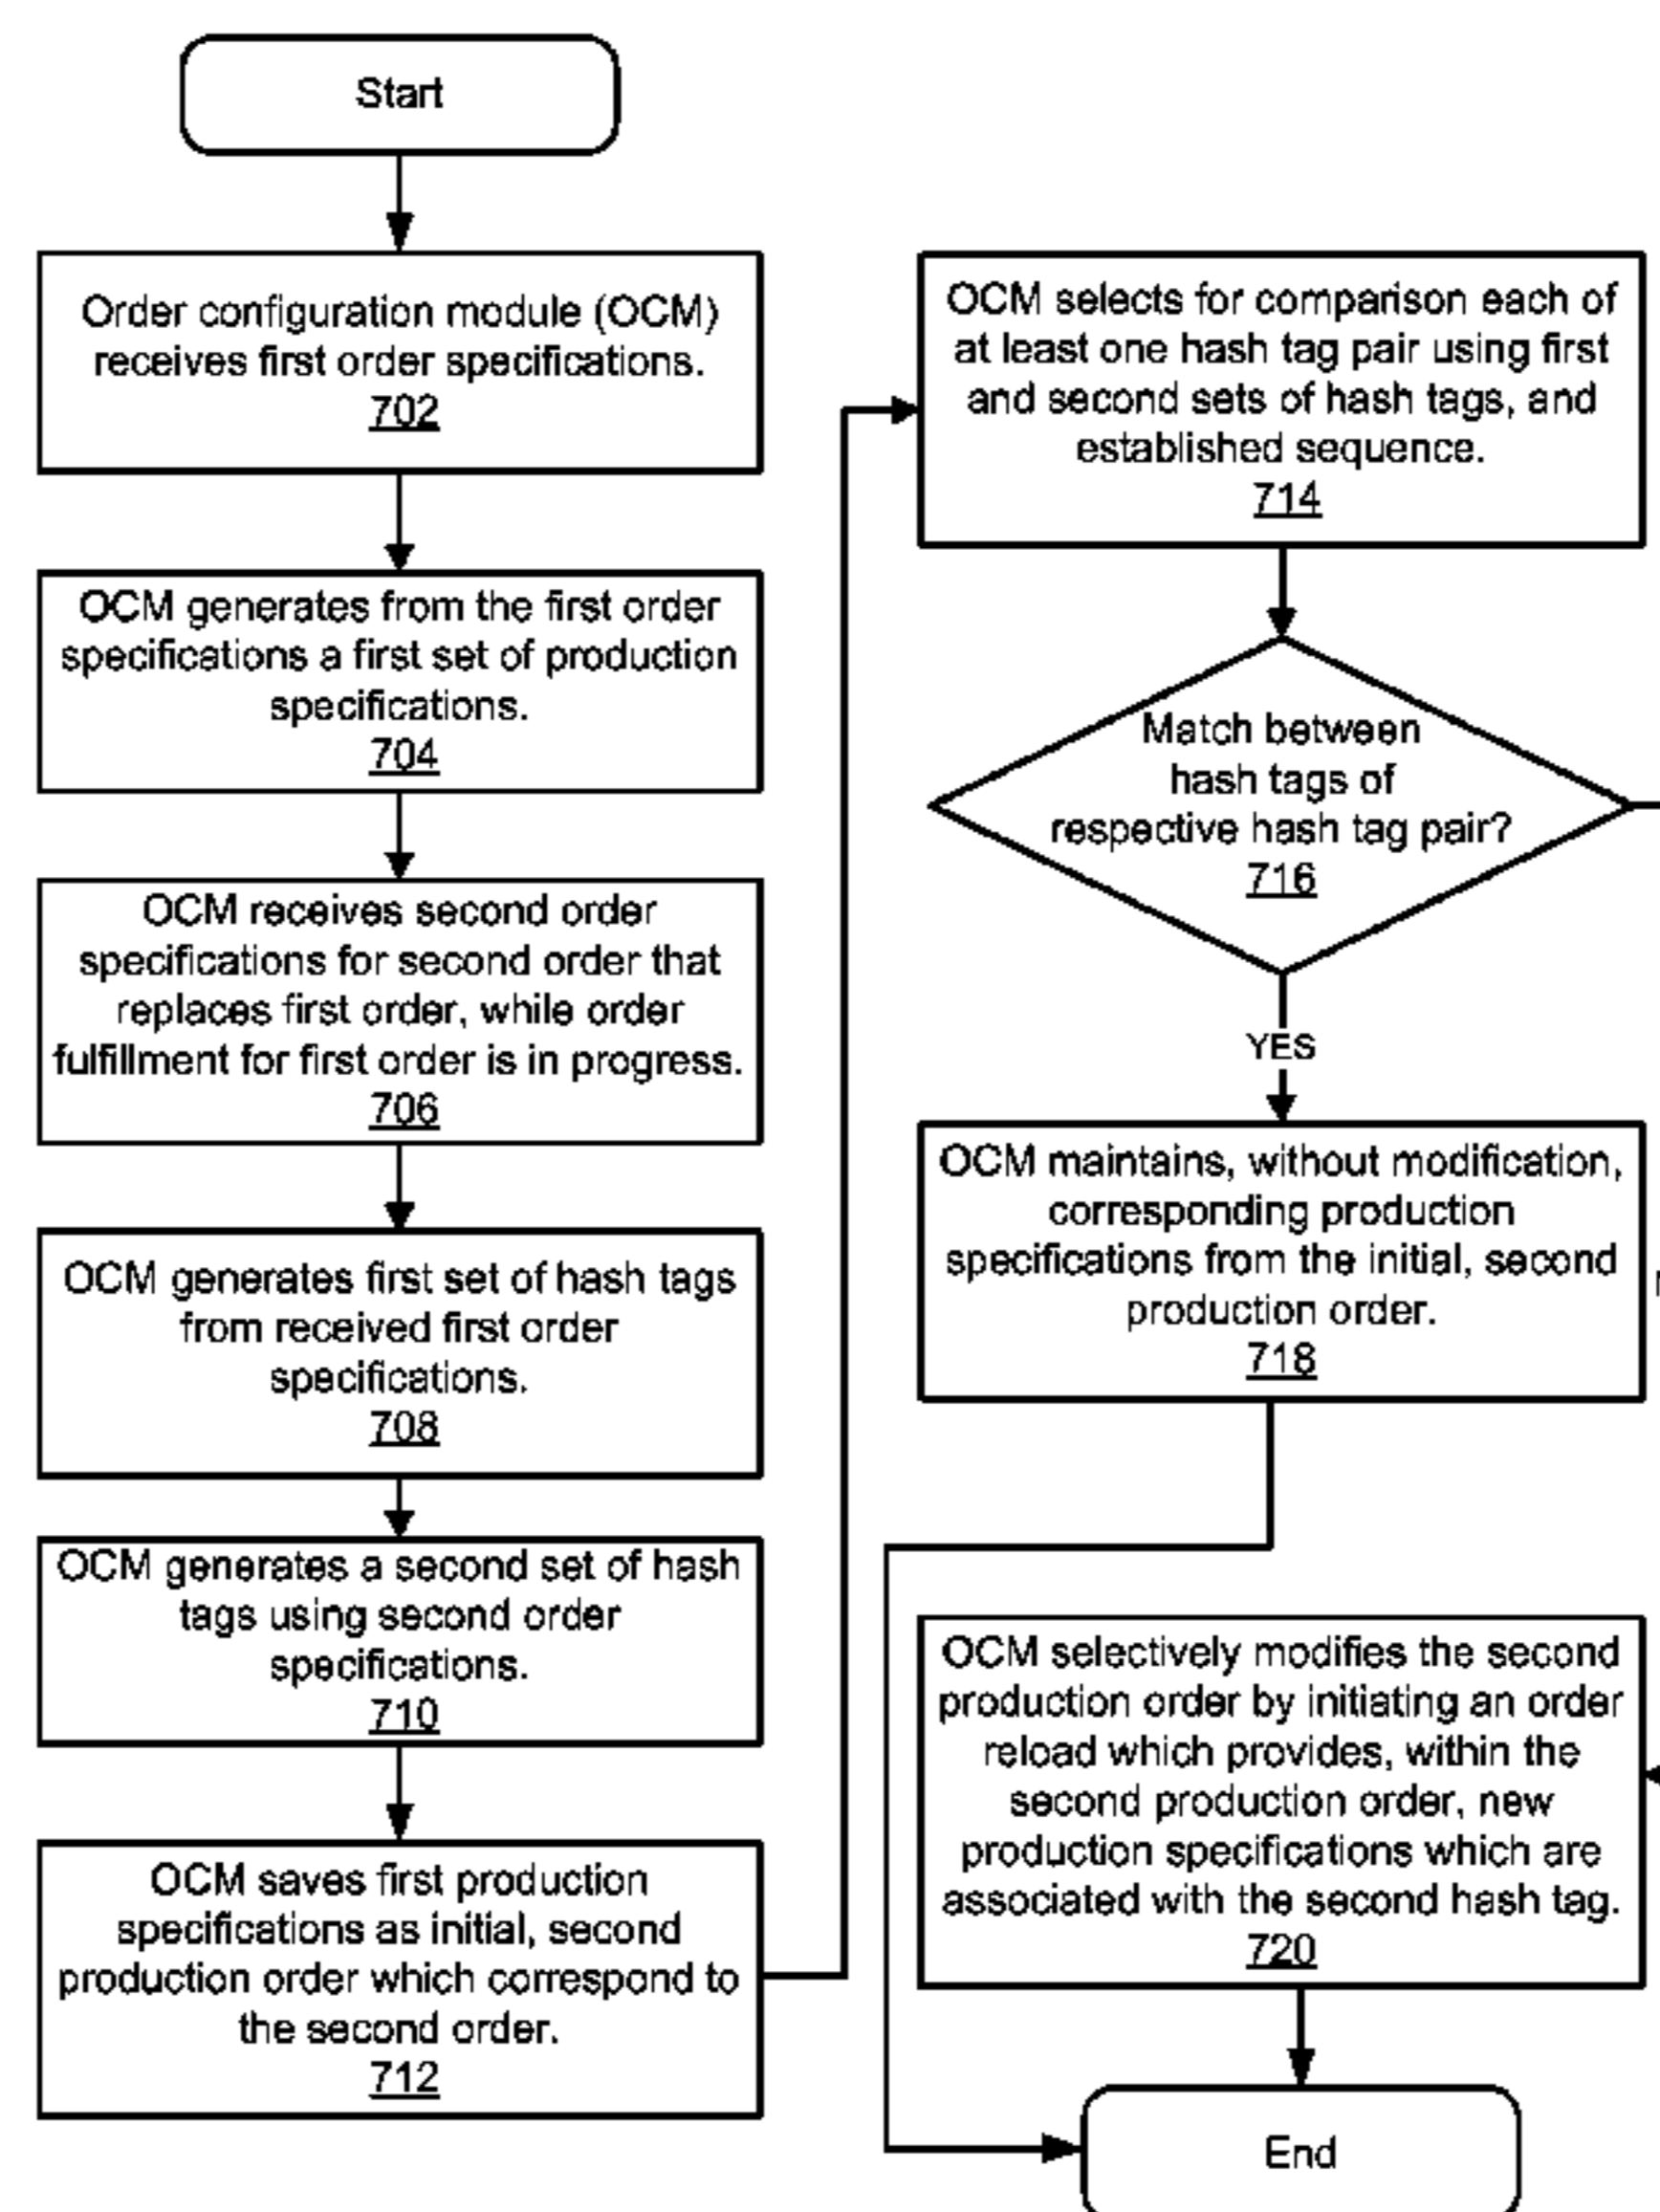 Start
Order configuration module (OCM)
receives first order specifications.
702
OCM generates from the first order
specifications a first set of production
specifications.
704
OCM receives second order
specifications for second order that
replaces first order, while order
fulfillment for first order is in progress.
706
OCM generates first set of hash tags
from received first order
specifications.
708
OCM generates a second set of hash
tags using second order
specifications.
710
OCM saves first production
specifications as initial, second
production order which correspond to
the second order.
712
OCM selects for comparison each of
at least one hash tag pair using first
and second sets of hash tags, and
established sequence.
714
Match between
hash tags of
respective hash tag pair?
716
YES
OCM maintains, without modification,
corresponding production
specifications from the initial, second
production order.
718
OCM selectively modifies the second
production order by initiating an order
reload which provides, within the
second production order, new
production specifications which are
associated with the second hash tag.
720
End